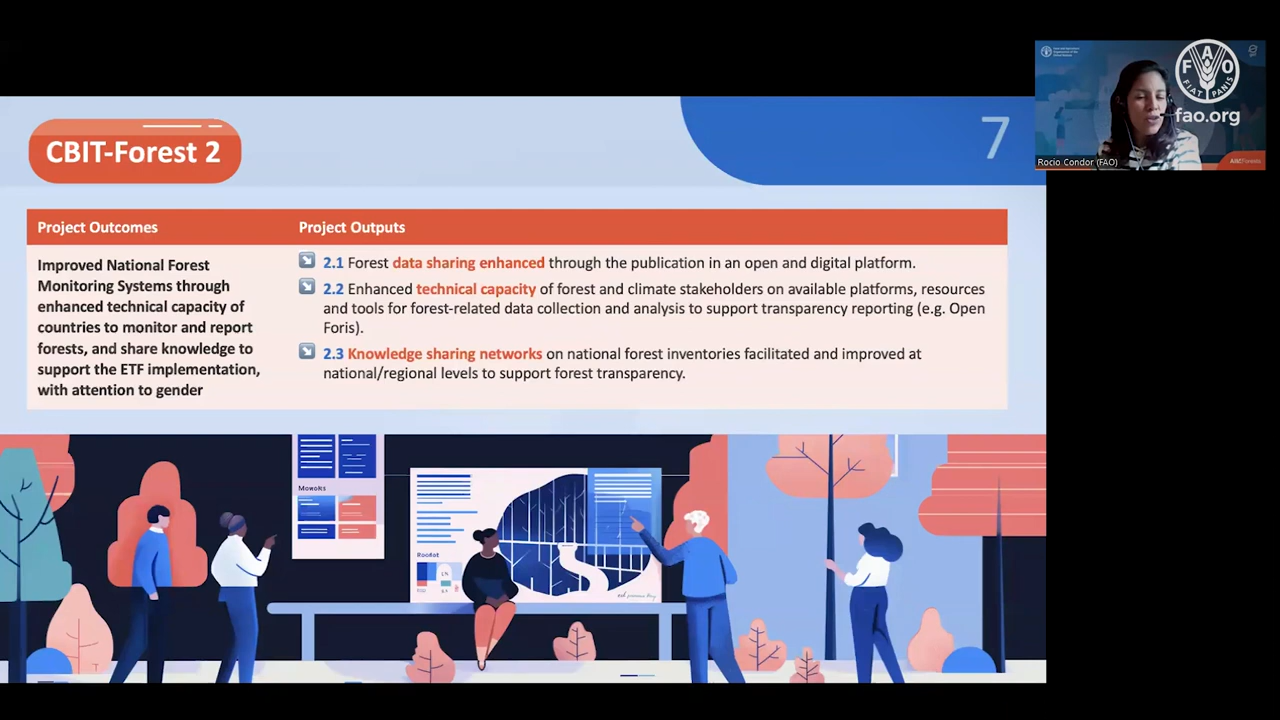 CBIT-Forest 2
7
FAO
FIAT PANIS
fao.org
Rocio Condor (FAO)
Project Outcomes
Project Outputs
Improved National Forest
Monitoring Systems through
enhanced technical capacity of
countries to monitor and report
forests, and share knowledge to
support the ETF implementation,
with attention to gender
2.1 Forest data sharing enhanced through the publication in an open and digital platform.
2.2 Enhanced technical capacity of forest and climate stakeholders on available platforms, resources
and tools for forest-related data collection and analysis to support transparency reporting (e.g. Open
Foris).
2.3 Knowledge sharing networks on national forest inventories facilitated and improved at
national/regional levels to support forest transparency.
Mowoks